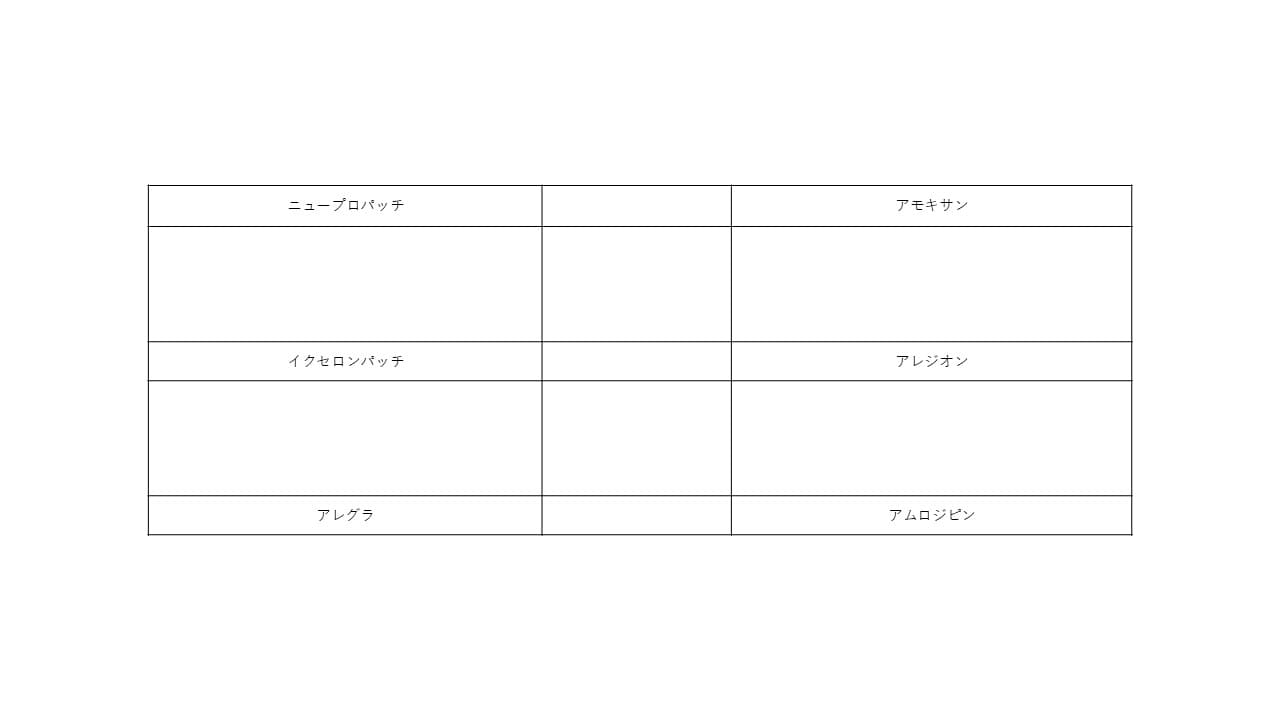 ニュープロパッチ
アモキサン
イクセロンパッチ
アレジオン
アレグラ
アムロジピン